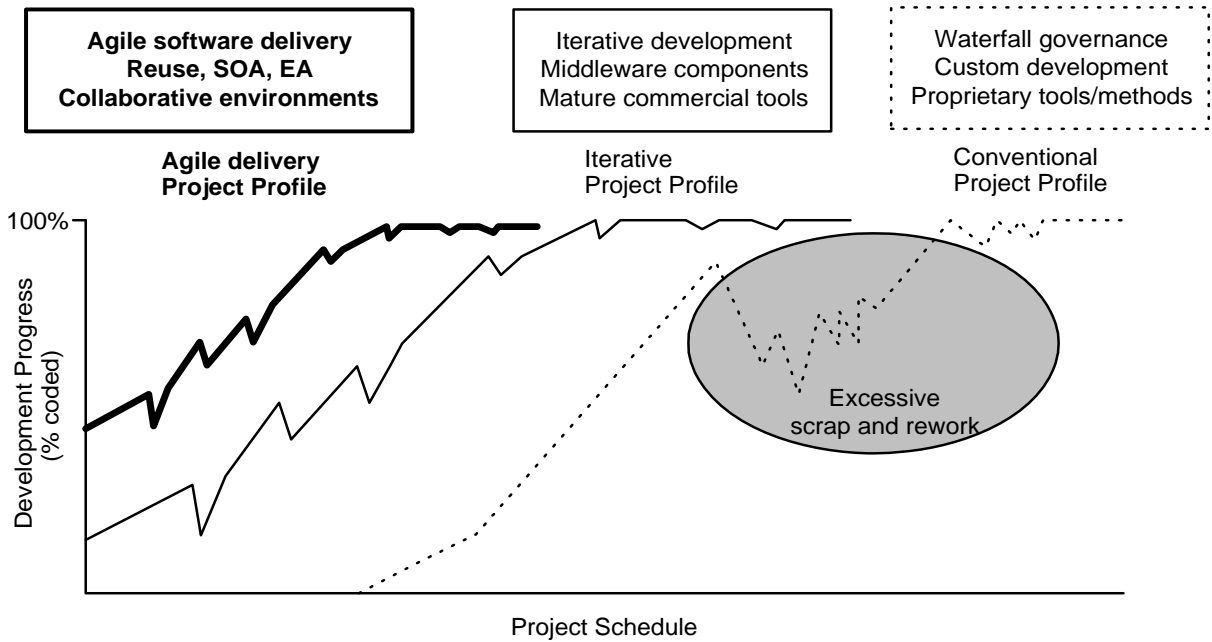 Agile software delivery
Reuse, SOA, EA
Collaborative environments
Iterative development
Middleware components
Mature commercial tools
Waterfall governance
Custom development
Proprietary tools/methods
Agile delivery
Project Profile
Iterative
Project Profile
Conventional
Project Profile
100%
Development Progress
(% coded)
Excessive
scrap and rework
Project Schedule